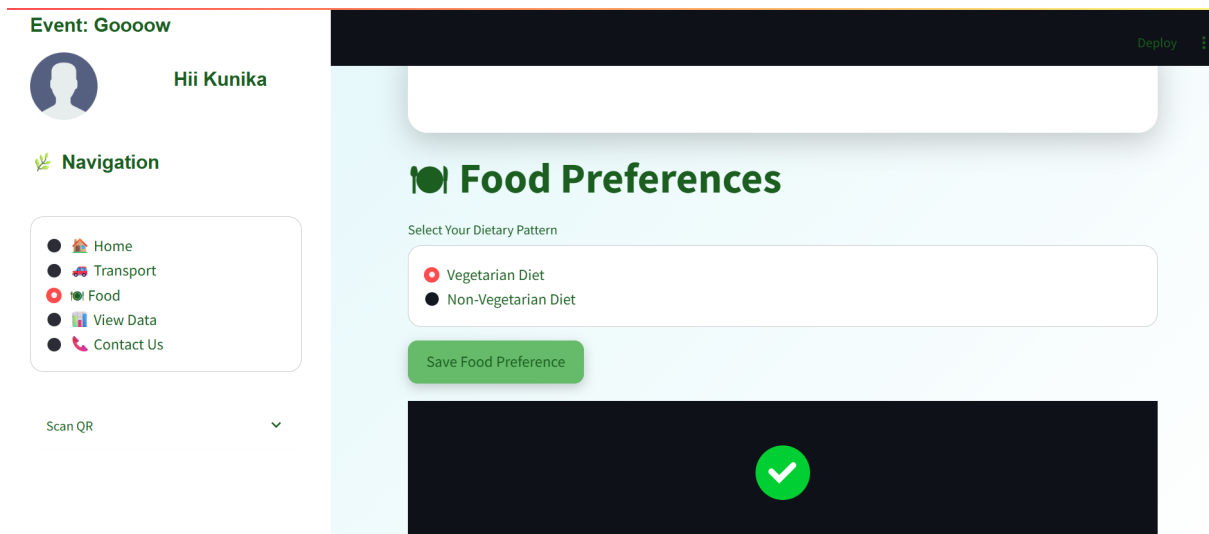 Event: Goooow
Hii Kunika
🌿 Navigation
🏠 Home
🚗 Transport
🍽 Food
📊 View Data
📞 Contact Us
Scan QR
Deploy
🍽 Food Preferences
Select Your Dietary Pattern
Vegetarian Diet
Non-Vegetarian Diet
Save Food Preference